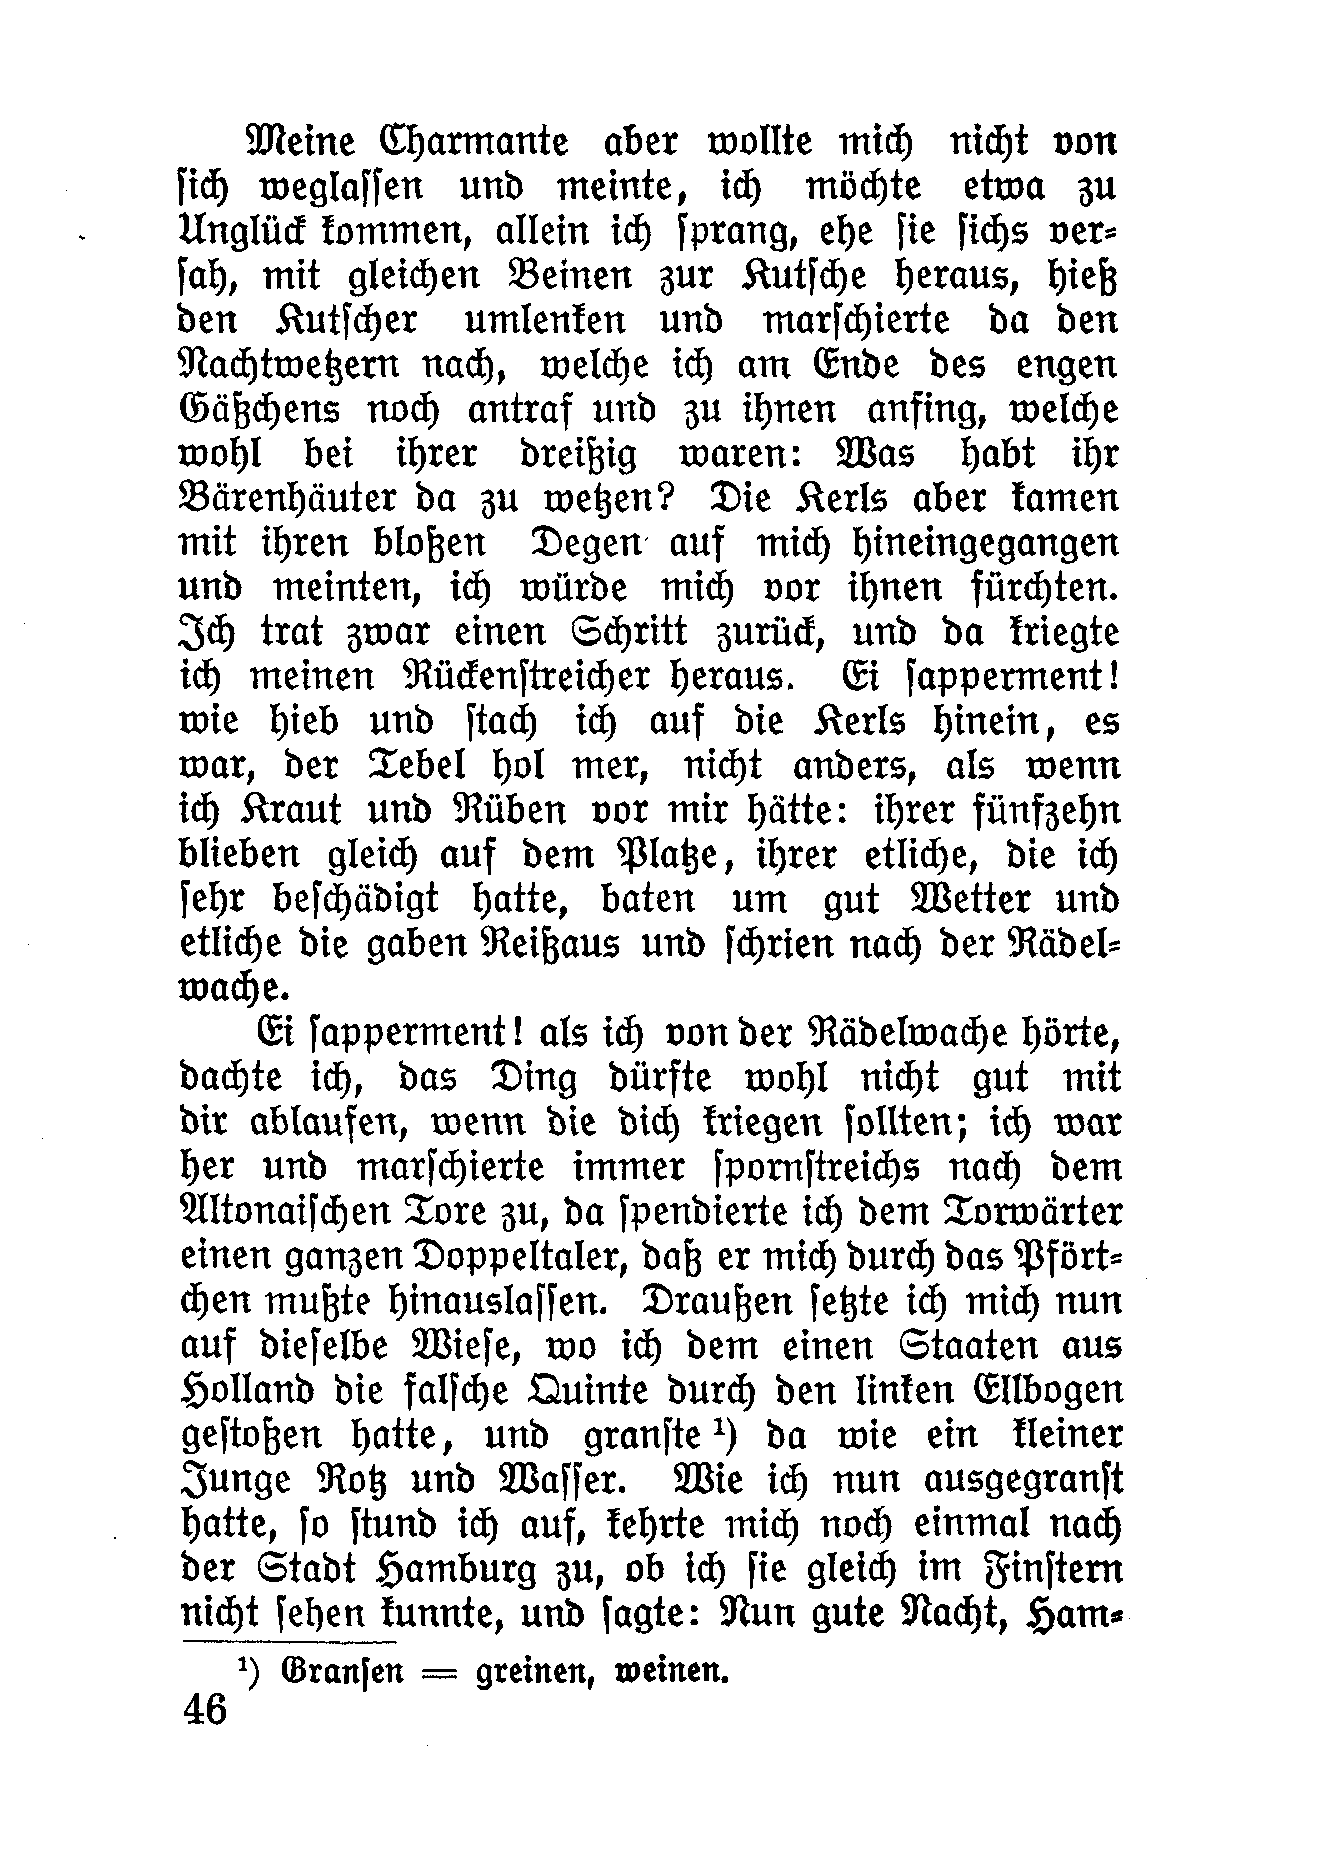 Meine Charmante aber wollte mich nicht von
ſich weglaſſen und meinte, ich möchte etwa zu
Unglück kommen, allein ich ſprang, ehe ſie ſichs ver⸗
ſah, mit gleichen Beinen zur Kutſche heraus, hieß
den Kutſcher umlenken und marſchierte da den
Nachtwetzern nach, welche ich am Ende des engen
Gäßchens noch antraf und zu ihnen anfing, welche
wohl bei ihrer dreißig waren: Was habt ihr
Bärenhäuter da zu wetzen? Die Kerls aber kamen
mit ihren bloßen Degen auf mich hineingegangen
und meinten, ich würde mich vor ihnen fürchten.
Ich trat zwar einen Schritt zurück, und da kriegte
ich meinen Rückenſtreicher heraus. Ei ſapperment!
wie hieb und ſtach ich auf die Kerls hinein, es
war, der Tebel hol mer, nicht anders, als wenn
ich Kraut und Rüben vor mir hätte: ihrer fünfzehn
blieben gleich auf dem Platze, ihrer etliche, die ich
ſehr beſchädigt hatte, baten um gut Wetter und
etliche die gaben Reißaus und ſchrien nach der Rädel⸗
wache.
Ei ſapperment! als ich von der Rädelwache hörte,
dachte ich, das Ding dürfte wohl nicht gut mit
dir ablaufen, wenn die dich kriegen ſollten; ich war
her und marſchierte immer ſpornſtreichs nach dem
Altonaiſchen Tore zu, da ſpendierte ich dem Torwärter
einen ganzen Doppeltaler, daß er mich durch das Pfört⸗
chen mußte hinauslaſſen. Draußen ſetzte ich mich nun
auf dieſelbe Wieſe, wo ich dem einen Staaten aus
Holland die falſche Quinte durch den linken Ellbogen
geſtoßen hatte, und granſte ¹) da wie ein kleiner
Junge Rotz und Waſſer. Wie ich nun ausgegranſt
hatte, ſo ſtund ich auf, kehrte mich noch einmal nach
der Stadt Hamburg zu, ob ich ſie gleich im Finſtern
nicht ſehen kunnte, und ſagte: Nun gute Nacht, Ham⸗
¹) Granſen = greinen, weinen.
46